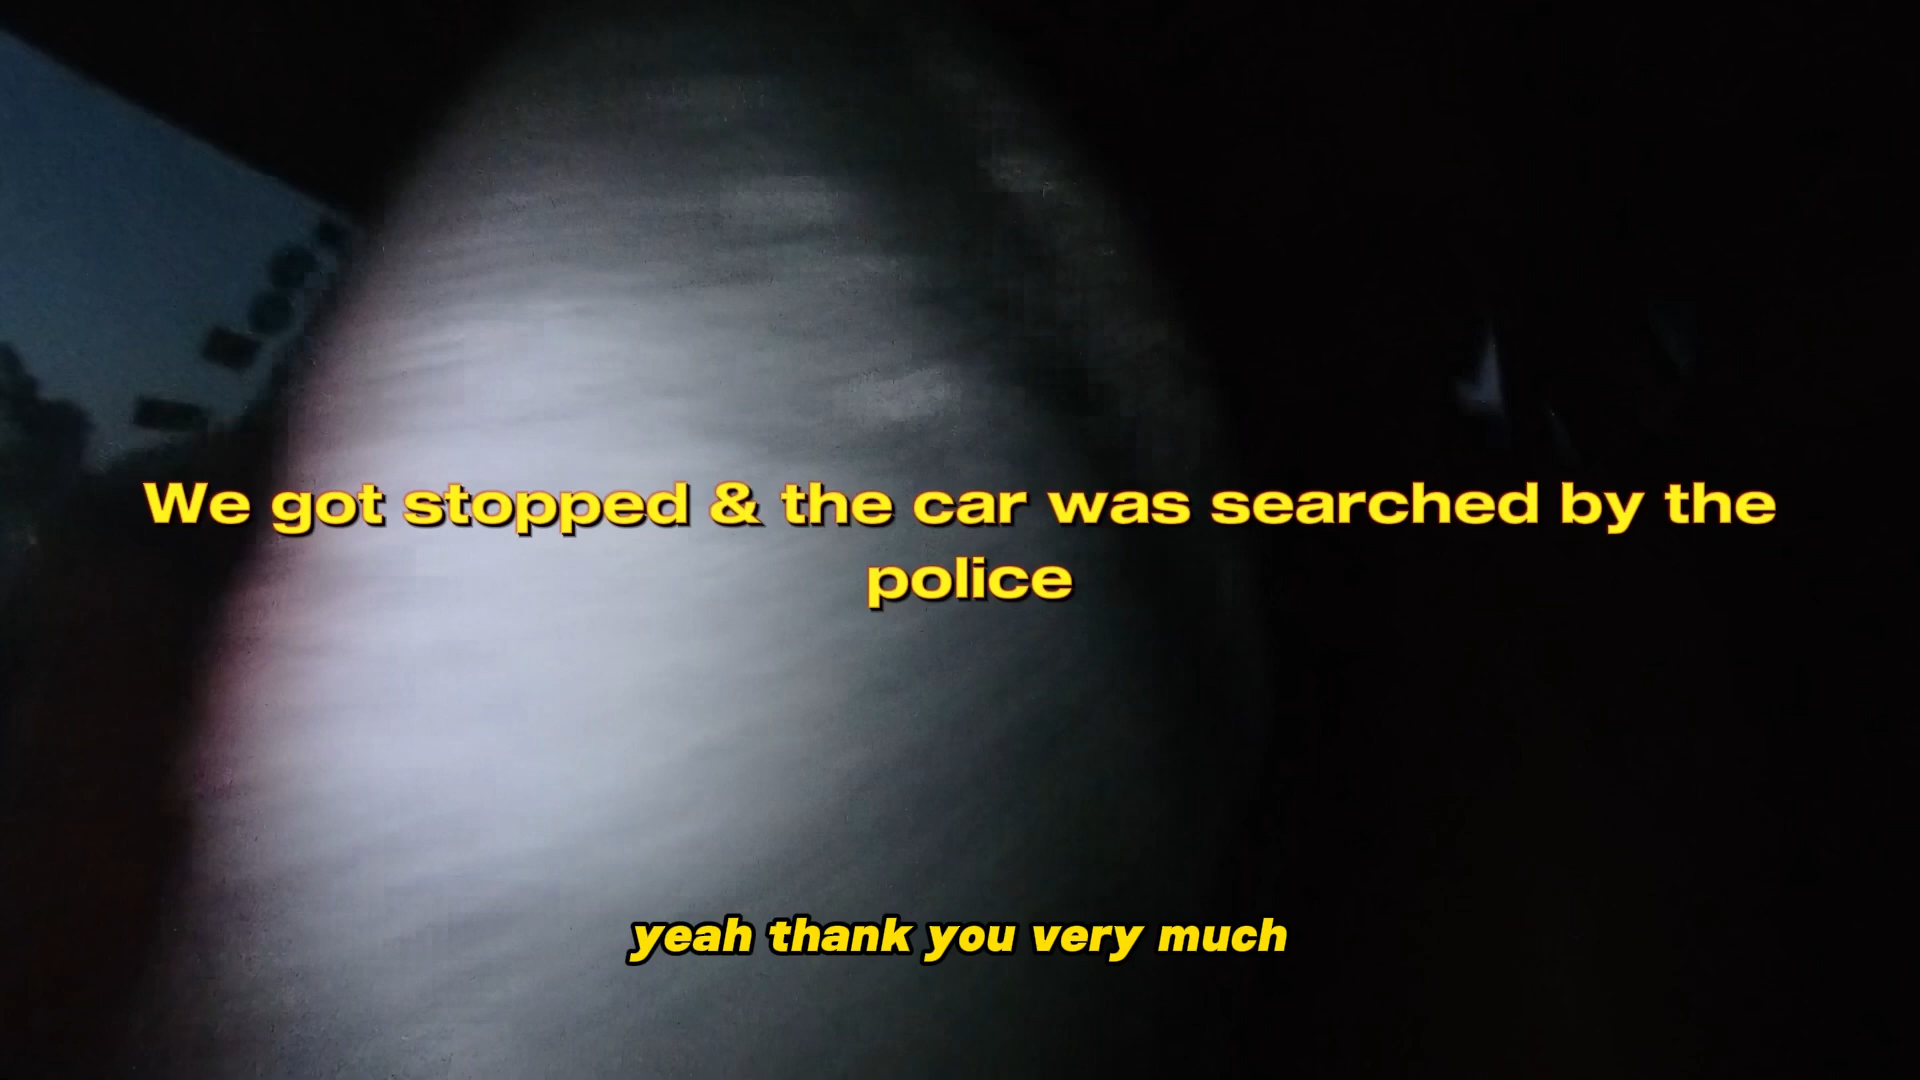 We got stopped & the car was searched by the
police
yeah thank you very much